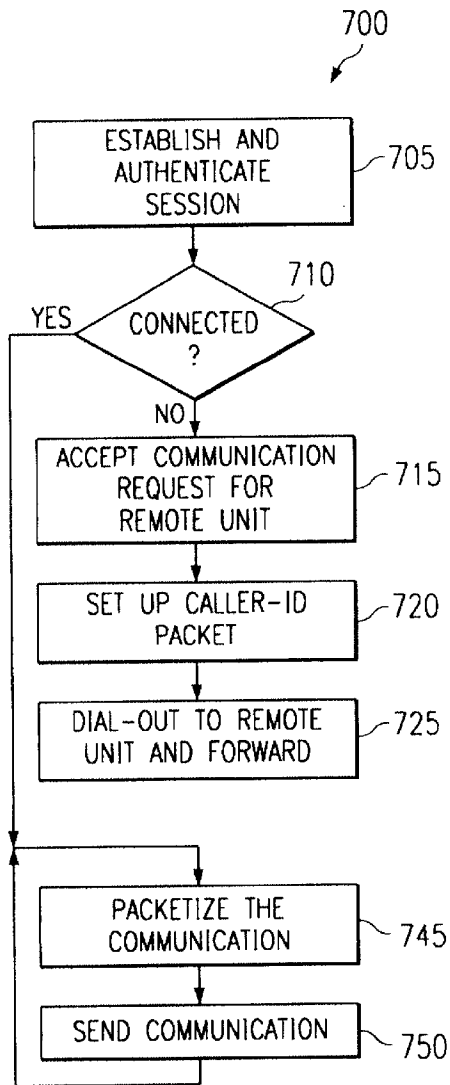 700
ESTABLISH AND
AUTHENTICATE
SESSION
705
710
YES
CONNECTED
?
NO
ACCEPT COMMUNICATION
REQUEST FOR
REMOTE UNIT
715
SET UP CALLER-ID
PACKET
720
DIAL-OUT TO REMOTE
UNIT AND FORWARD
725
PACKETIZE THE
COMMUNICATION
745
SEND COMMUNICATION
750